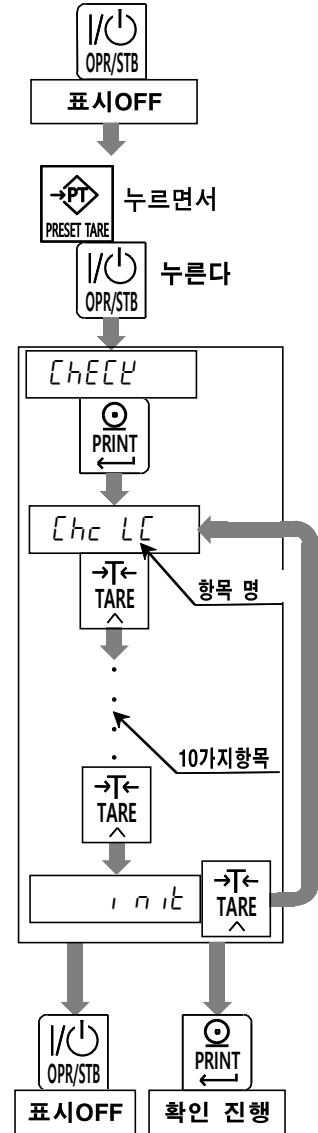 I/⏻
OPR/STB
표시OFF
→PT←
PRESET TARE
누르면서
I/⏻
OPR/STB
누른다
ChECK
PRINT
Chc LC
→T←
TARE
항목 명
10가지항목
→T←
TARE
init
→T←
TARE
I/⏻
OPR/STB
PRINT
표시OFF
확인 진행